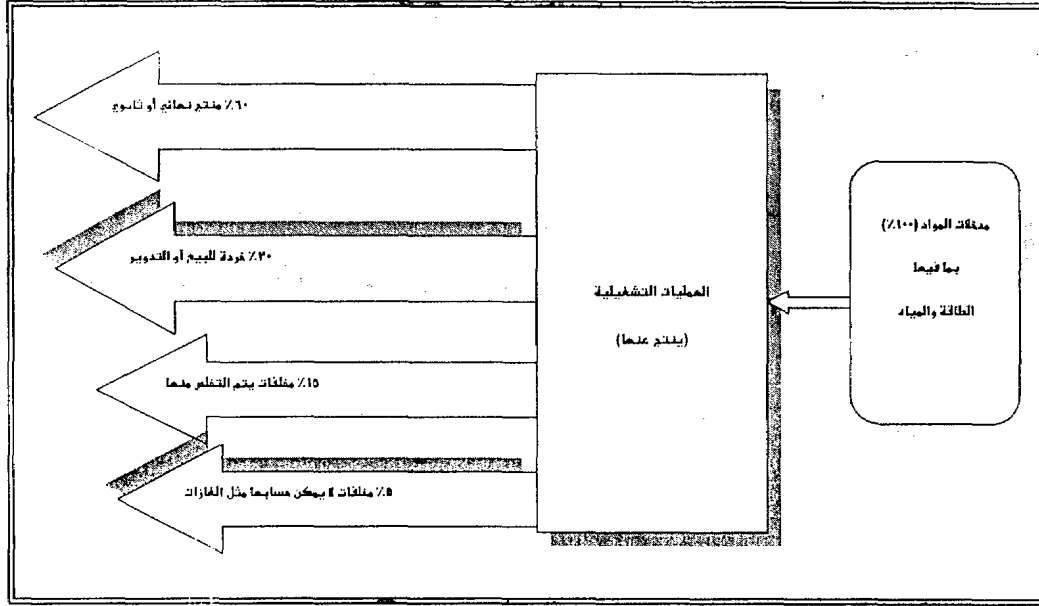 مدخلات المواد (١٠٠٪)
بما فيها
الطاقة والمياه
العمليات التشغيلية
(ينتج عنها)
٦٠٪ منتج نهائي أو ثانوي
٢٠٪ خردة للبيع أو التدوير
١٥٪ مخلفات يتم التخلص منها
٥٪ مخلفات لا يمكن حسابها مثل الغازات